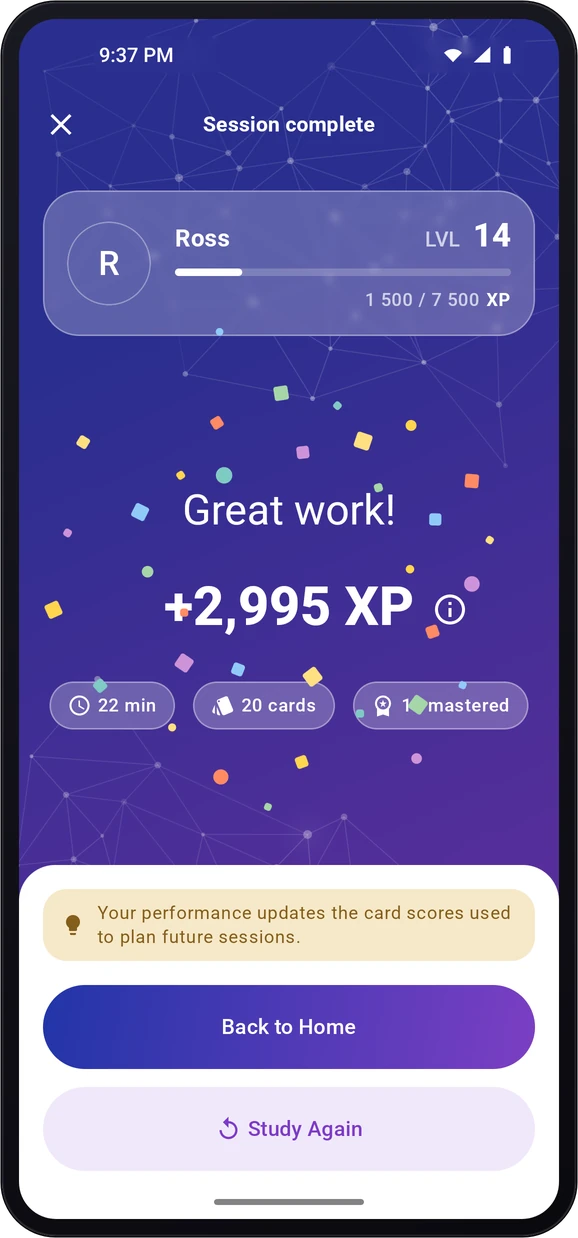 9:37 PM
Session complete
R
Ross
LVL 14
1 500 / 7 500 XP
Great work!
+2,995 XP
22 min
20 cards
mastered
Your performance updates the card scores used
to plan future sessions.
Back to Home
Study Again